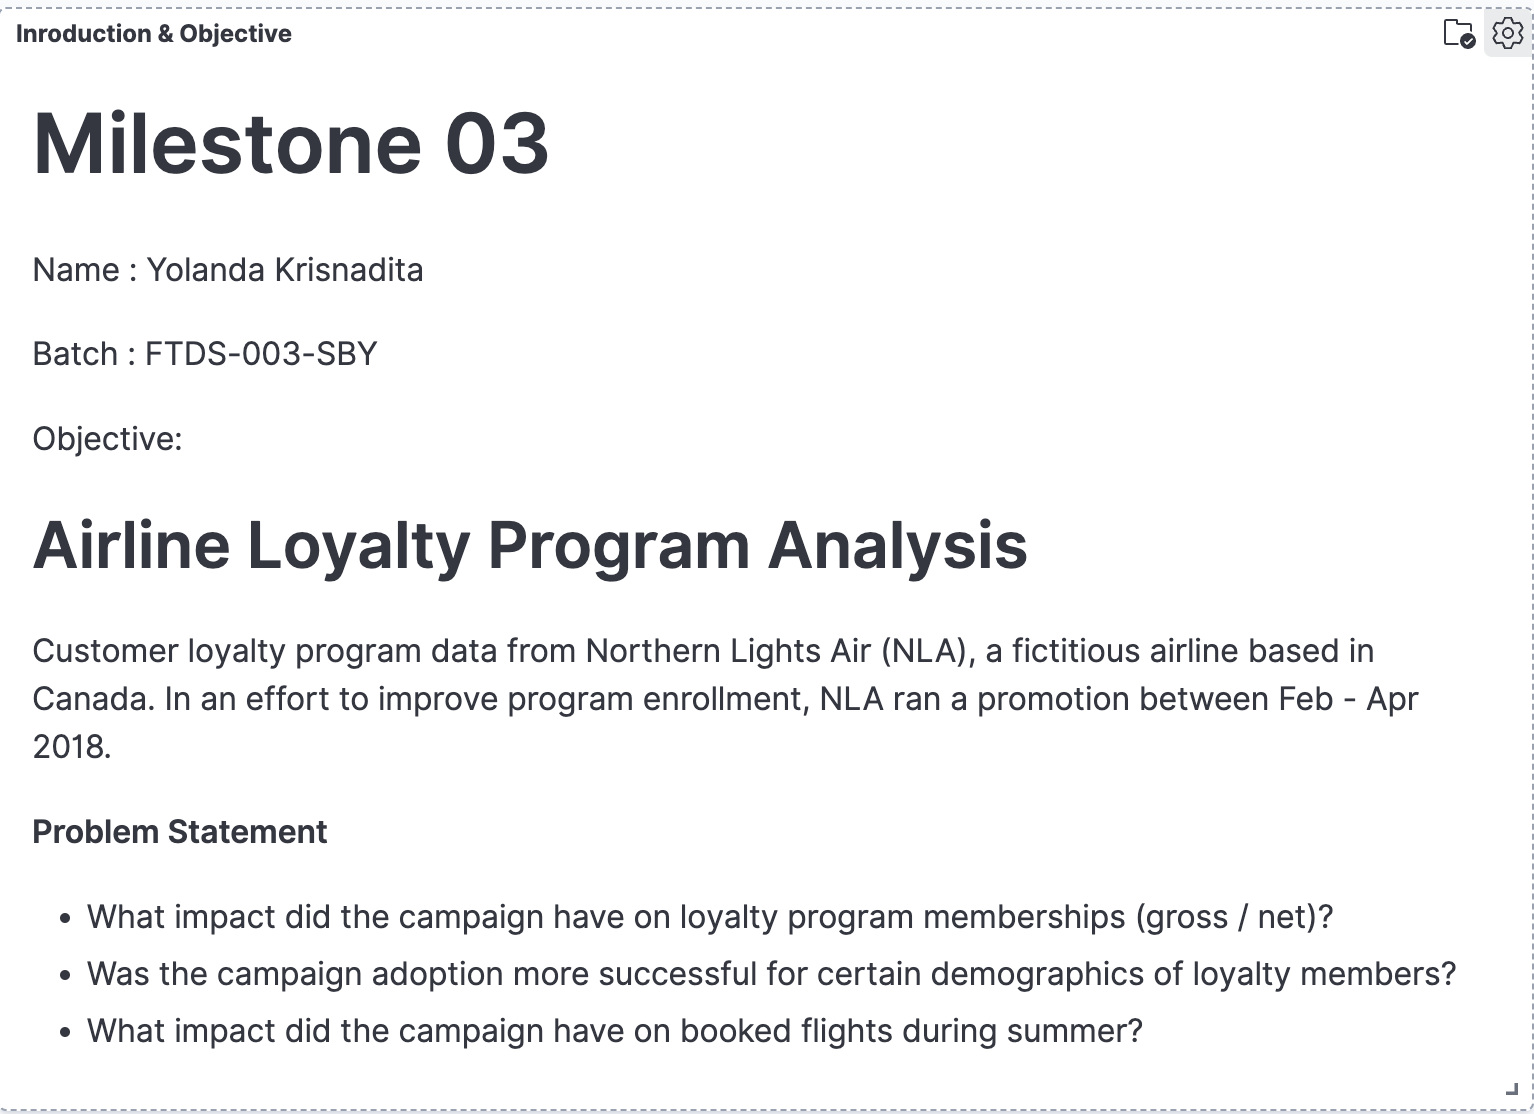 Inroduction & Objective
Milestone 03
Name : Yolanda Krisnadita
Batch : FTDS-003-SBY
Objective:
Airline Loyalty Program Analysis
Customer loyalty program data from Northern Lights Air (NLA), a fictitious airline based in
Canada. In an effort to improve program enrollment, NLA ran a promotion between Feb - Apr
2018.
Problem Statement
• What impact did the campaign have on loyalty program memberships (gross / net)?
• Was the campaign adoption more successful for certain demographics of loyalty members?
• What impact did the campaign have on booked flights during summer?